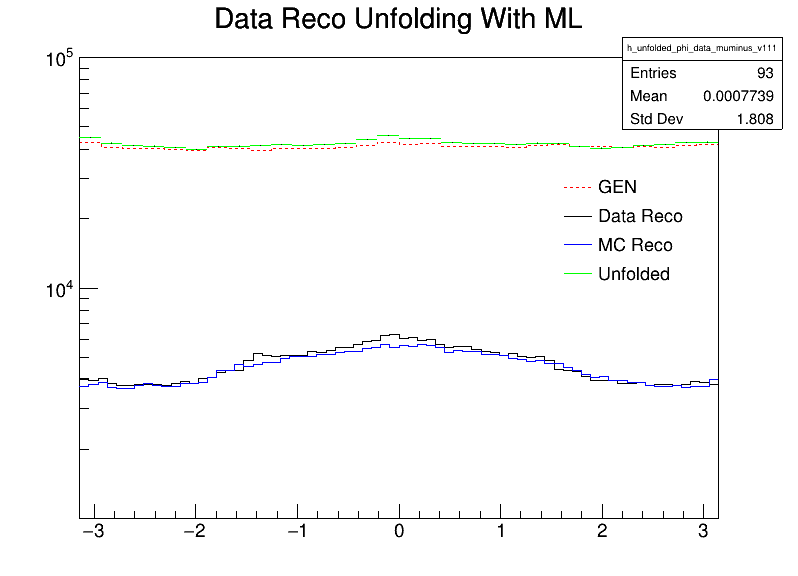 Data Reco Unfolding With ML
h_unfolded_phi_data_muminus_v111
Entries 93
Mean 0.0007739
Std Dev 1.808
10^5
GEN
Data Reco
MC Reco
Unfolded
10^4
−3 −2 −1 0 1 2 3